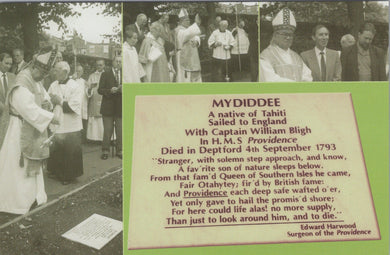 MYDIDDEE
A native of Tahiti
Sailed to England
With Captain William Bligh
In H.M.S Providence
Died in Deptford 4th September 1793
"Stranger, with solemn step approach, and know,
A fav'rite son of nature sleeps below.
From that fam'd Queen of Southern Isles he came,
Fair Otahytey; fir'd by British fame:
And Providence each deep safe wafted o'er,
Yet only gave to hail the promis'd shore;
For here could life alas! no more supply,
Than just to look around him, and to die."
Edward Harwood
Surgeon of the Providence